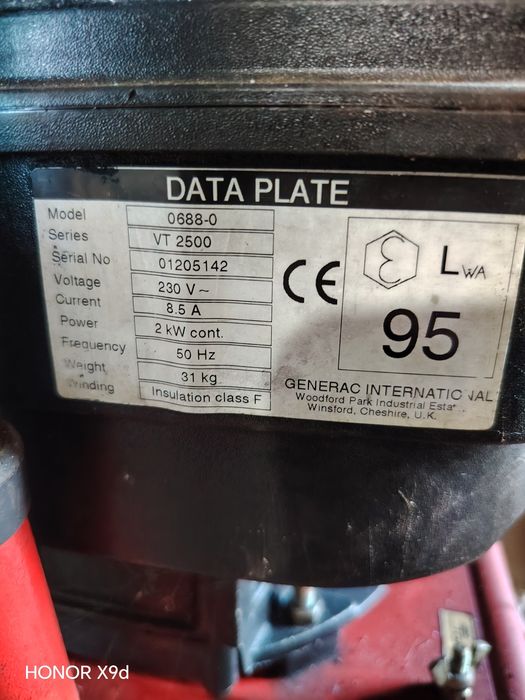 DATA PLATE
Model 0688-0
Series VT 2500
Serial No 01205142
Voltage 230 V ~
Current 8.5 A
Power 2 kW cont.
Frequency 50 Hz
Weight 31 kg
Winding Insulation class F
CE
ε LWA
95
GENERAC INTERNATIONAL
Woodford Park Industrial Esta
Winsford, Cheshire, U.K.
HONOR X9d